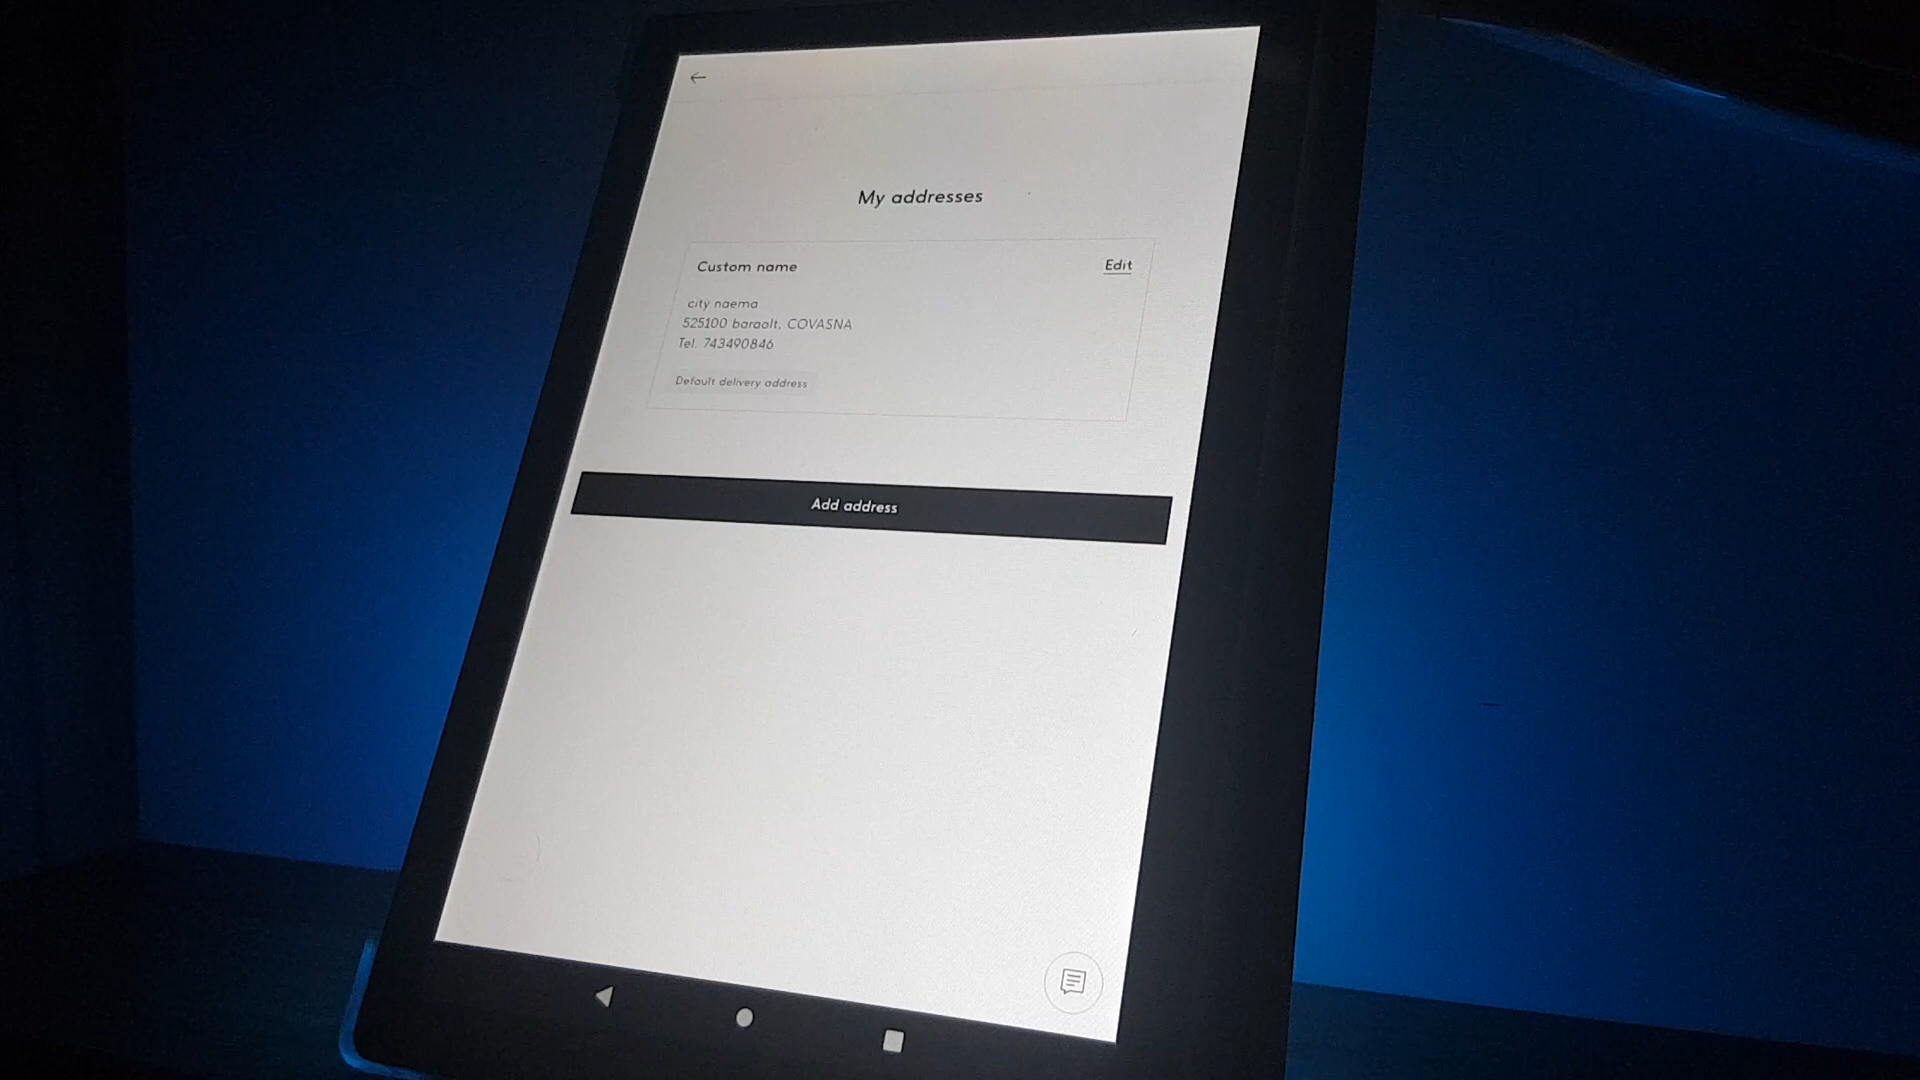 My addresses
Custom name
Edit
city naema
525100 baraolt, COVASNA
Tel. 743490846
Default delivery address
Add address